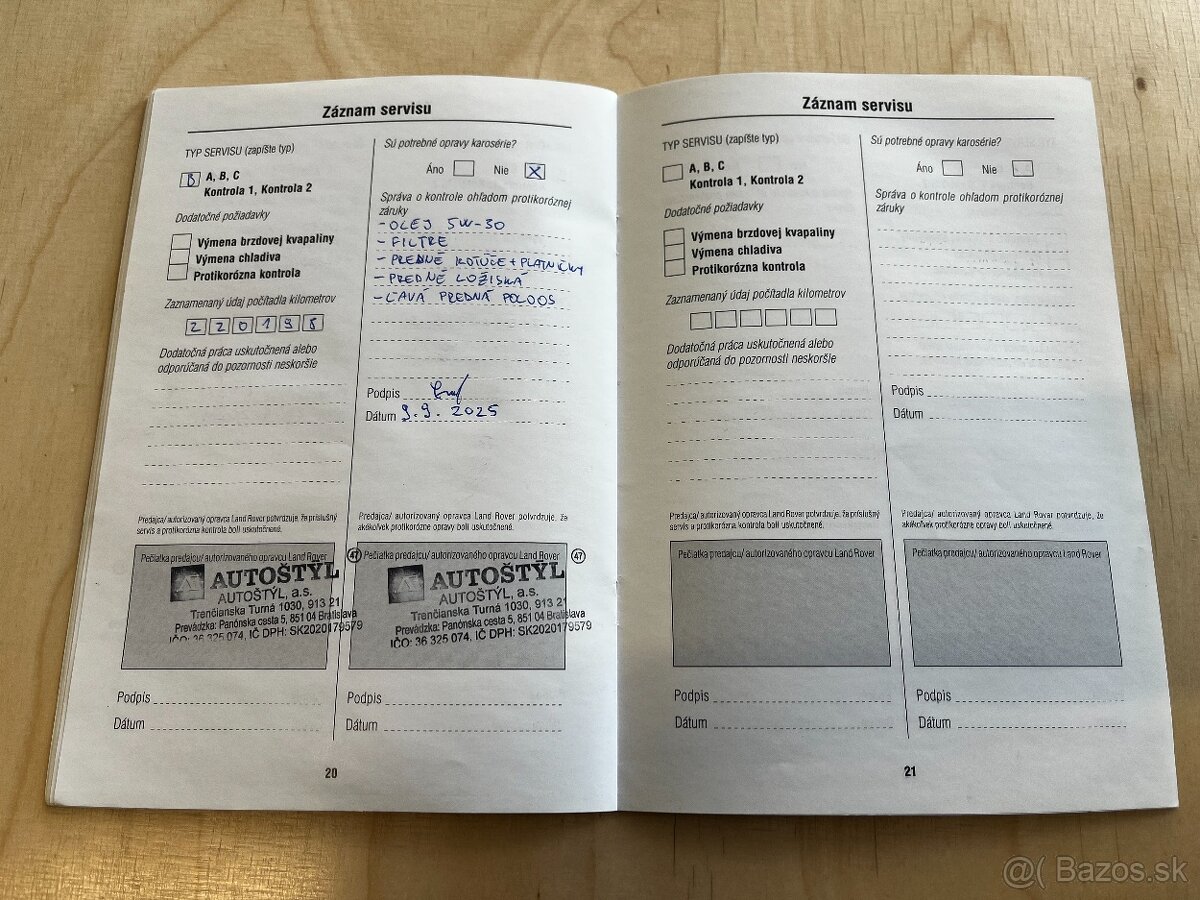 Záznam servisu
TYP SERVISU (zapíšte typ)
B A, B, C
Kontrola 1, Kontrola 2
Dodatočné požiadavky
Výmena brzdovej kvapaliny
Výmena chladiva
Protikorózna kontrola
Zaznamenaný údaj počítadla kilometrov
220198
Dodatočná práca uskutočnená alebo
odporúčaná do pozornosti neskoršie
Predajca/ autorizovaný opravca Land Rover potvrdzuje, že príslušný
servis a protikorózna kontrola boli uskutočnené.
Pečiatka predajcu/ autorizovaného opravcu Land Rover 47
AUTOŠTÝL
AUTOŠTÝL, a.s.
Trenčianska Turná 1030, 913 21
Prevádzka: Panónska cesta 5, 851 04 Bratislava
IČO: 36 325 074, IČ DPH: SK2020179579
Podpis
Dátum
Sú potrebné opravy karosérie?
Áno Nie X
Správa o kontrole ohľadom protikoróznej
záruky
- OLEJ 5W-30
- FILTRE
- PREDNÉ KOTÚČE + PLATNIČKY
- PREDNÉ LOŽISKÁ
- ĽAVÁ PREDNÁ POLOOS
Podpis
Dátum 9.9.2025
Predajca/ autorizovaný opravca Land Rover potvrdzuje, že
akékoľvek protikorózne opravy boli uskutočnené.
Pečiatka predajcu/ autorizovaného opravcu Land Rover 47
AUTOŠTÝL
AUTOŠTÝL, a.s.
Trenčianska Turná 1030, 913 21
Prevádzka: Panónska cesta 5, 851 04 Bratislava
IČO: 36 325 074, IČ DPH: SK2020179579
Podpis
Dátum
20
Záznam servisu
TYP SERVISU (zapíšte typ)
A, B, C
Kontrola 1, Kontrola 2
Dodatočné požiadavky
Výmena brzdovej kvapaliny
Výmena chladiva
Protikorózna kontrola
Zaznamenaný údaj počítadla kilometrov
Dodatočná práca uskutočnená alebo
odporúčaná do pozornosti neskoršie
Predajca/ autorizovaný opravca Land Rover potvrdzuje, že príslušný
servis a protikorózna kontrola boli uskutočnené.
Pečiatka predajcu/ autorizovaného opravcu Land Rover
Podpis
Dátum
Sú potrebné opravy karosérie?
Áno Nie
Správa o kontrole ohľadom protikoróznej
záruky
Podpis
Dátum
Predajca/ autorizovaný opravca Land Rover potvrdzuje, že
akékoľvek protikorózne opravy boli uskutočnené.
Pečiatka predajcu/ autorizovaného opravcu Land Rover
Podpis
Dátum
21
Bazos.sk